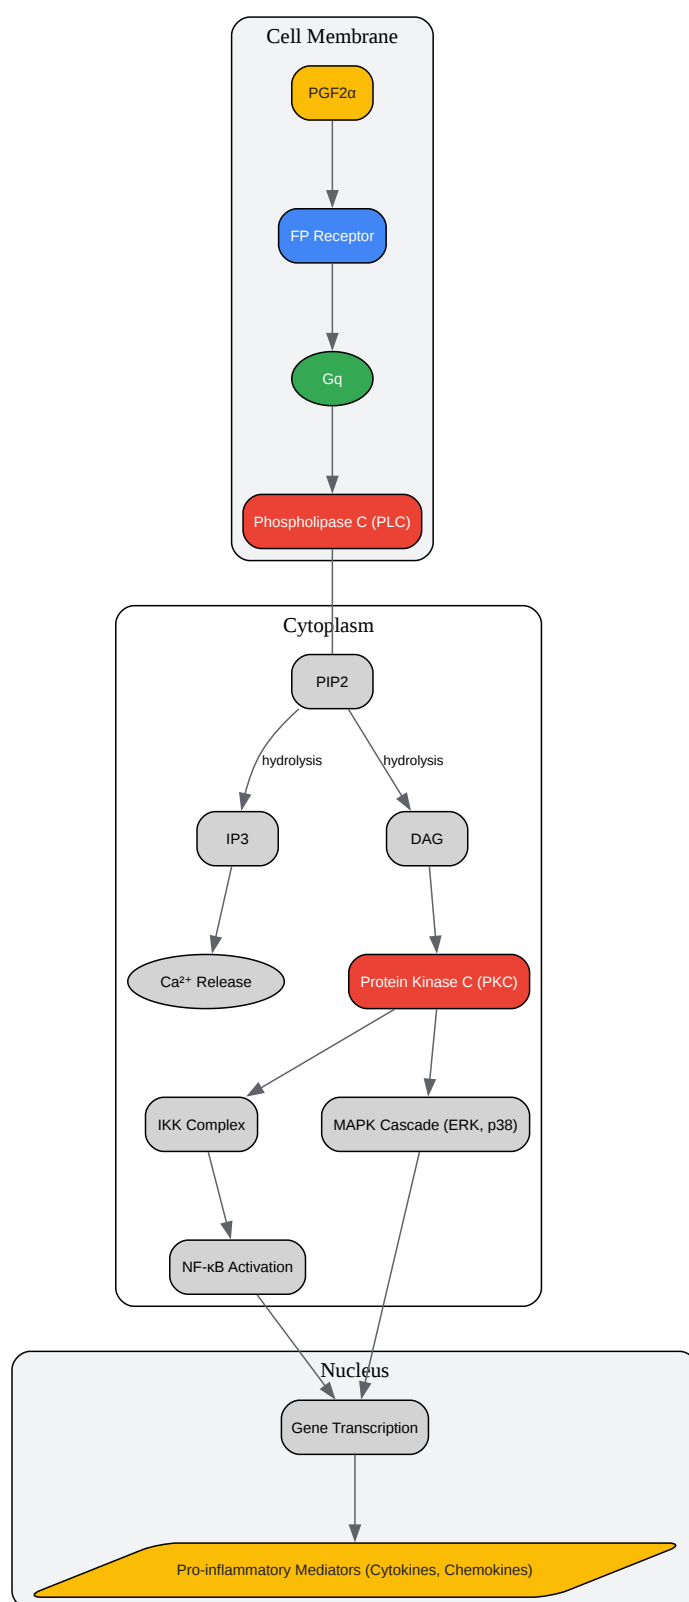 Cell Membrane
PGF2α
FP Receptor
Gq
Phospholipase C (PLC)
Cytoplasm
PIP2
hydrolysis
hydrolysis
IP3
DAG
Ca²⁺ Release
Protein Kinase C (PKC)
IKK Complex
MAPK Cascade (ERK, p38)
NF-κB Activation
Nucleus
Gene Transcription
Pro-inflammatory Mediators (Cytokines, Chemokines)